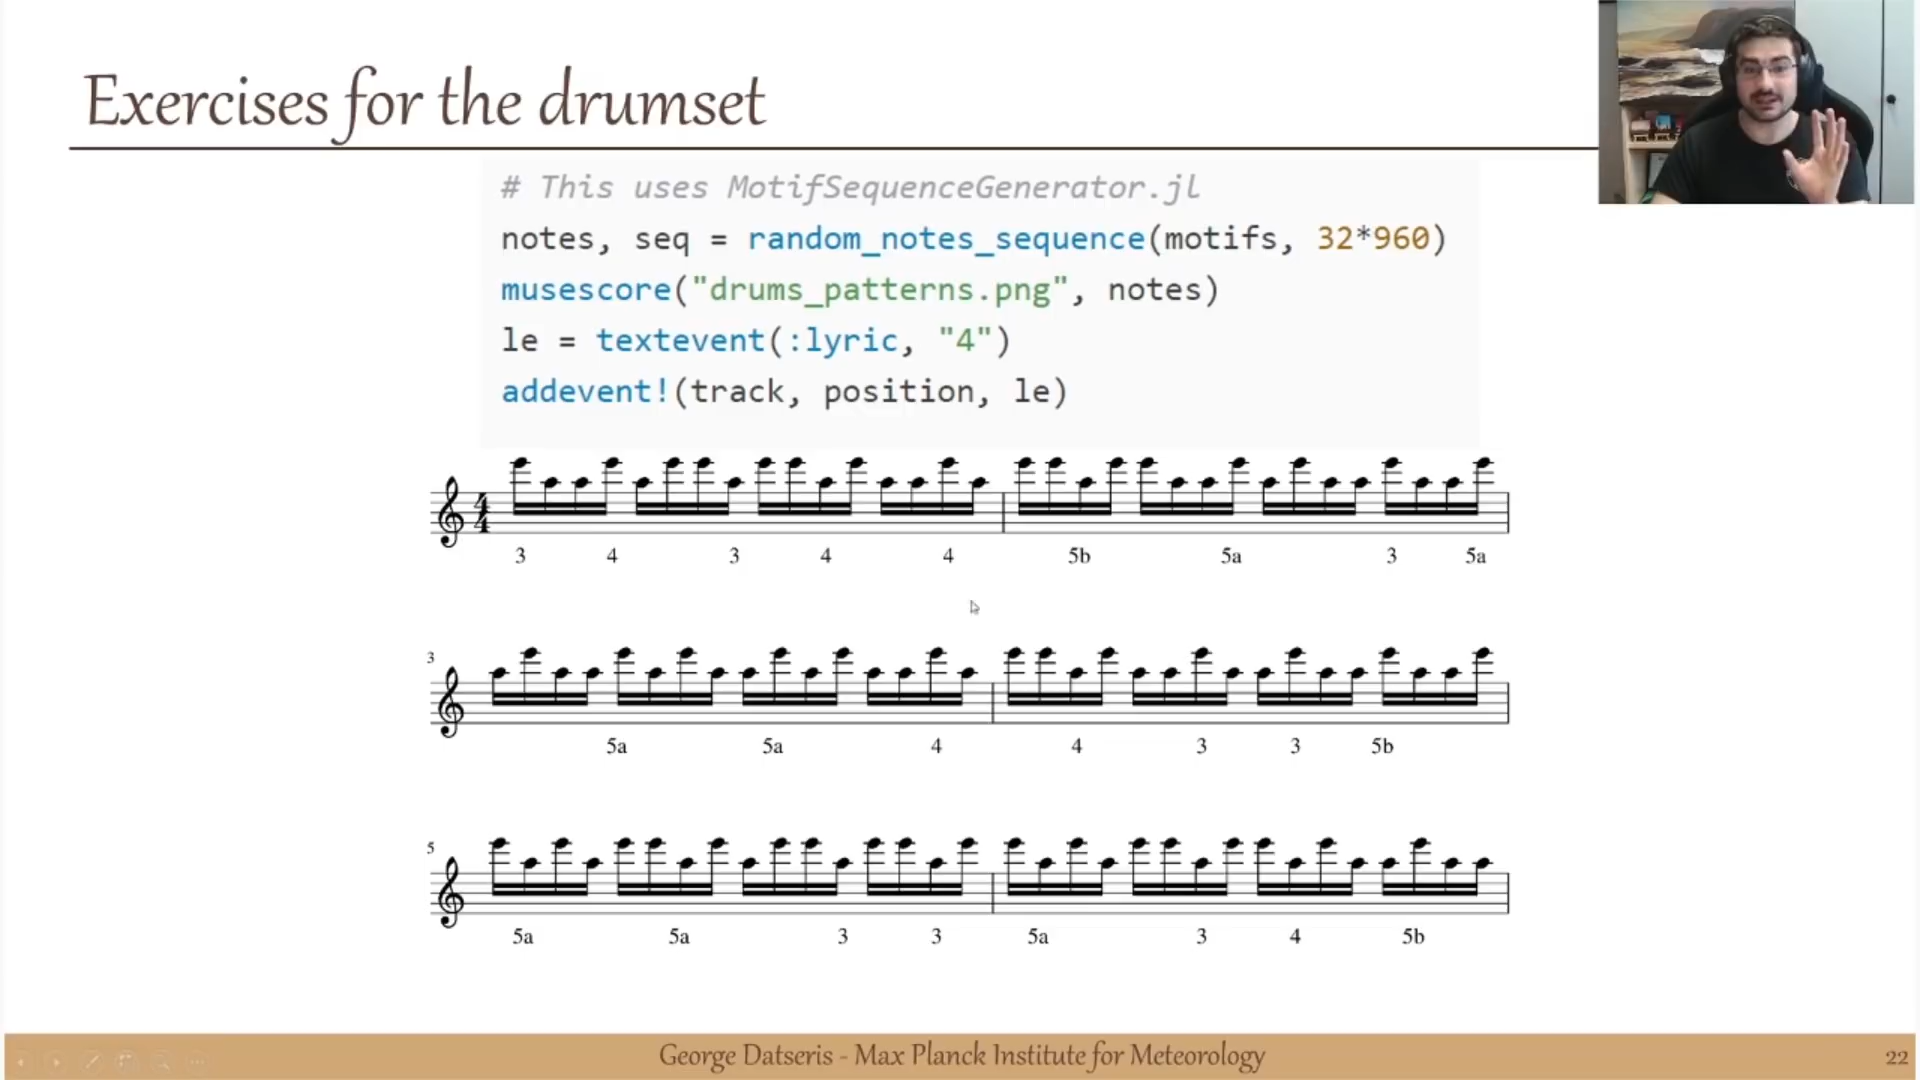 Exercises for the drumset
# This uses MotifSequenceGenerator.jl
notes, seq = random_notes_sequence(motifs, 32*960)
musescore("drums_patterns.png", notes)
le = textevent(:lyric, "4")
addevent!(track, position, le)
4
4
3 4 3 4 4 5b 5a 3 5a
3
5a 5a 4 4 3 3 5b
5
5a 5a 3 3 5a 3 4 5b
George Datseris - Max Planck Institute for Meteorology
22